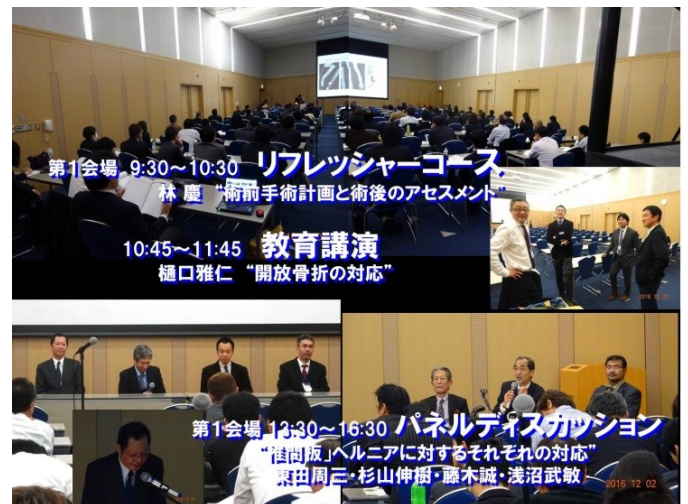 第1会場 9:30～10:30 リフレッシャーコース
林 慶 “術前手術計画と術後のアセスメント”
10:45～11:45 教育講演
樋口雅仁 “開放骨折の対応”
2016 12 02
第1会場 13:30～16:30 パネルディスカッション
“椎間板」ヘルニアに対するそれぞれの対応”
東田周三・杉山伸樹・藤木誠・浅沼武敏
2016 12 02